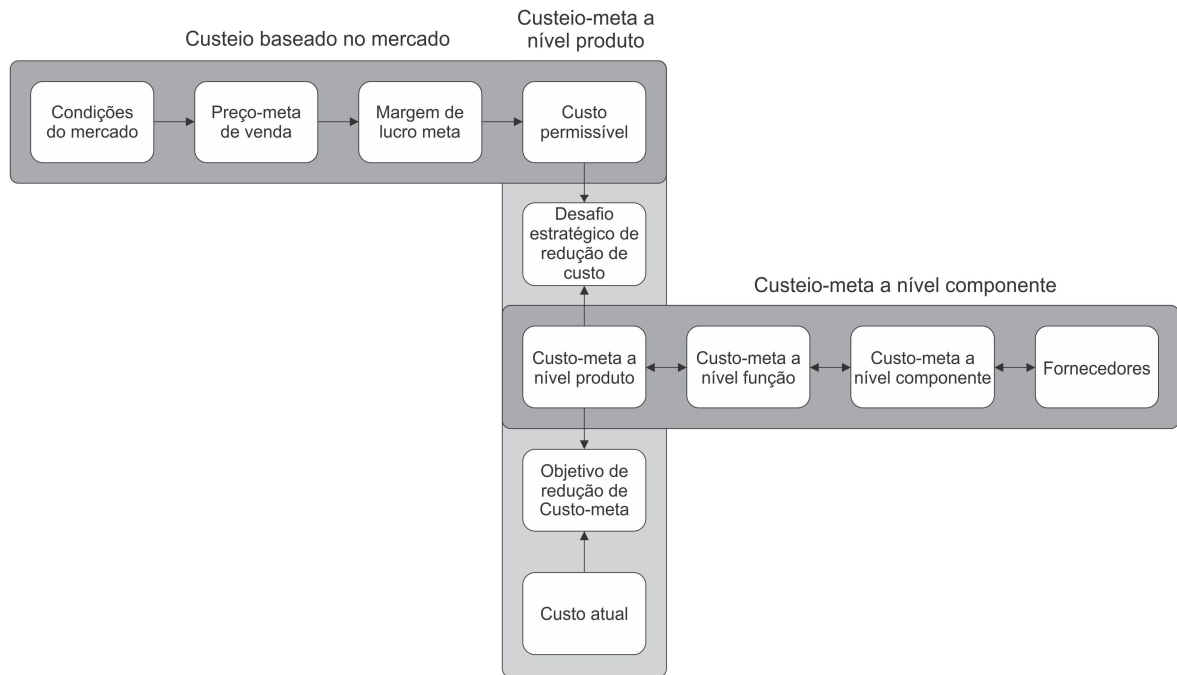 Custeio baseado no mercado
Custeio-meta a
nível produto
Condições
do mercado
Preço-meta
de venda
Margem de
lucro meta
Custo
permissível
Desafio
estratégico de
redução de
custo
Custeio-meta a nível componente
Custo-meta a
nível produto
Custo-meta a
nível função
Custo-meta a
nível componente
Fornecedores
Objetivo de
redução de
Custo-meta
Custo atual